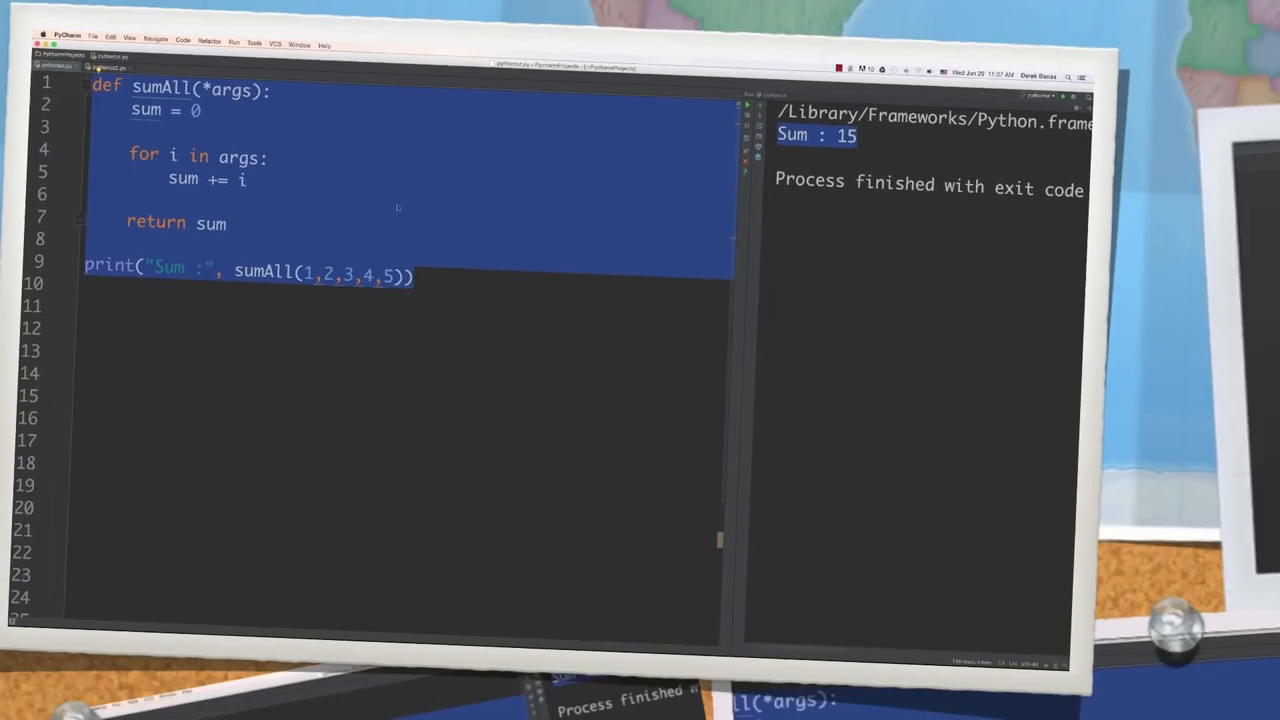 PyCharm File Edit View Navigate Code Refactor Run Tools VCS Window Help
Wed Jun 29 11:37 AM Derek Banas
PycharmProjects
1 def sumAll(*args):
2 sum = 0
3
4 for i in args:
5 sum += i
6
7 return sum
8
9 print("Sum :", sumAll(1,2,3,4,5))
10
11
12
13
14
15
16
17
18
19
20
21
22
23
24
/Library/Frameworks/Python.frame
Sum : 15
Process finished with exit code
Process finished
ll(*args):